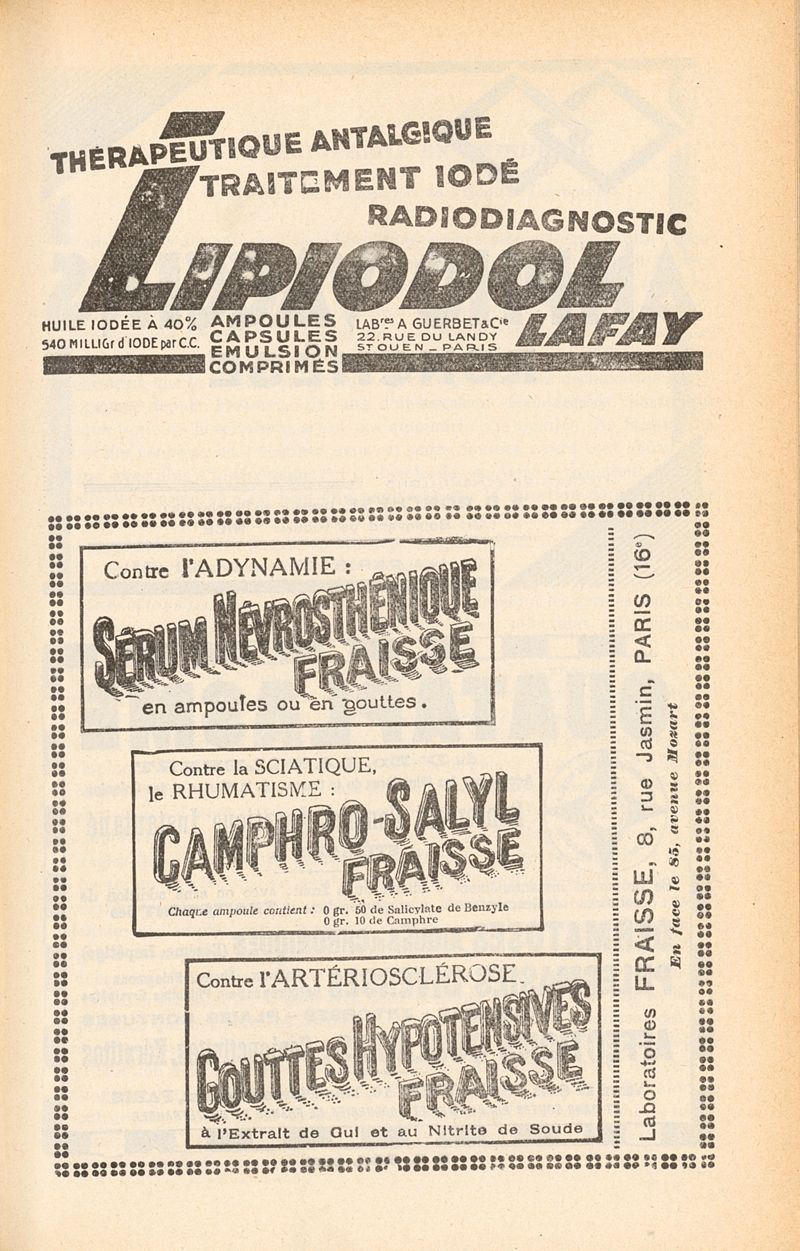 THÉRAPEUTIQUE ANTALGIQUE
TRAITEMENT IODÉ
RADIODIAGNOSTIC
LIPIODOL
LAFAY
HUILE IODÉE À 40%
540 MILLIGr d'IODE par C.C.
AMPOULES
CAPSULES
EMULSION
COMPRIMÉS
LABres A GUERBET & Cie
22. RUE DU LANDY
ST OUEN _ PARIS
Contre l'ADYNAMIE :
SÉRUM NÉVROSTHÉNIQUE
FRAISSE
en ampoules ou en gouttes.
Contre la SCIATIQUE,
le RHUMATISME :
CAMPHRO-SALYL
FRAISSE
Chaque ampoule contient : 0 gr. 50 de Salicylate de Benzyle
0 gr. 10 de Camphre
Contre l'ARTÉRIOSCLÉROSE.
GOUTTES HYPOTENSIVES
FRAISSE
à l'Extrait de Gui et au Nitrite de Soude
Laboratoires FRAISSE, 8, rue Jasmin, PARIS (16e)
En face le 85, avenue Mozart